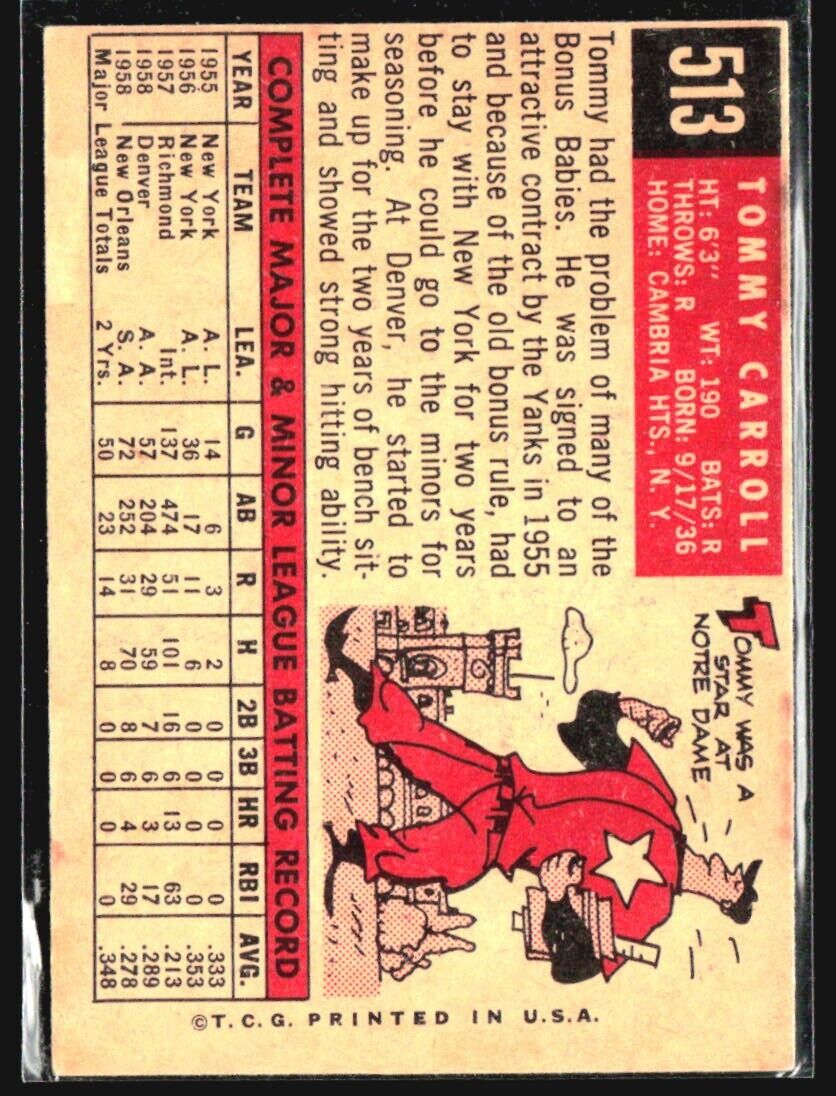 513
TOMMY CARROLL
HT: 6'3" WT: 190 BATS: R
THROWS: R BORN: 9/17/36
HOME: CAMBRIA HTS., N. Y.
Tommy had the problem of many of the
Bonus Babies. He was signed to an
attractive contract by the Yanks in 1955
and because of the old bonus rule, had
to stay with New York for two years
before he could go to the minors for
seasoning. At Denver, he started to
make up for the two years of bench sit-
ting and showed strong hitting ability.
TOMMY WAS A
STAR AT
NOTRE DAME
COMPLETE MAJOR & MINOR LEAGUE BATTING RECORD
YEAR TEAM LEA. G AB R H 2B 3B HR RBI AVG.
1955 New York A. L. 14 6 3 2 0 0 0 0 .333
1956 New York A. L. 36 17 11 6 0 0 0 0 .353
1957 Richmond Int. 137 474 51 101 16 6 13 63 .213
1958 Denver A. A. 57 204 29 59 7 6 3 17 .289
1958 New Orleans S. A. 72 252 31 70 8 6 4 29 .278
Major League Totals 2 Yrs. 50 23 14 8 0 0 0 0 .348
©T. C. G. PRINTED IN U.S.A.